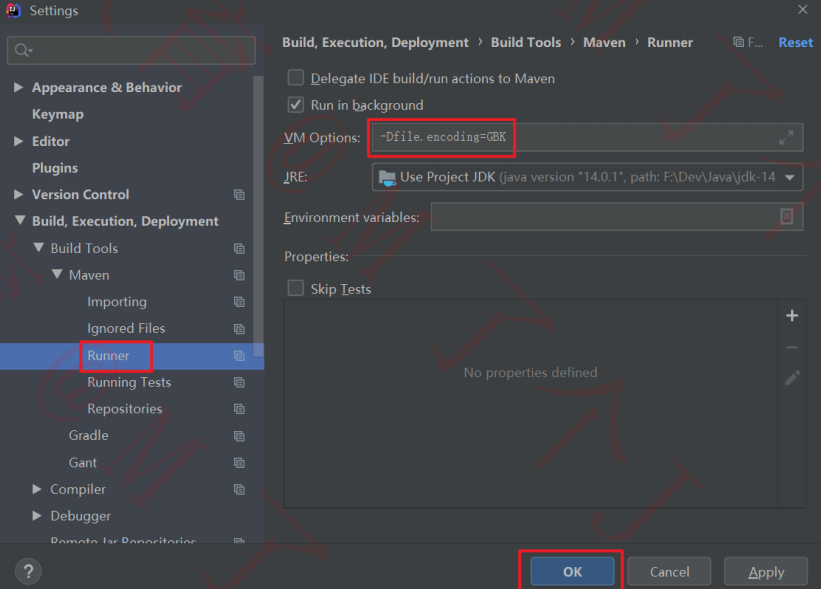 Settings
Appearance & Behavior
Keymap
Editor
Plugins
Version Control
Build, Execution, Deployment
Build Tools
Maven
Importing
Ignored Files
Runner
Running Tests
Repositories
Gradle
Gant
Compiler
Debugger
Remote Jar Repositories
Build, Execution, Deployment › Build Tools › Maven › Runner F... Reset
Delegate IDE build/run actions to Maven
Run in background
VM Options: -Dfile.encoding=GBK
JRE: Use Project JDK (java version "14.0.1", path: F:\Dev\Java\jdk-14
Environment variables:
Properties:
Skip Tests
No properties defined
? OK Cancel Apply